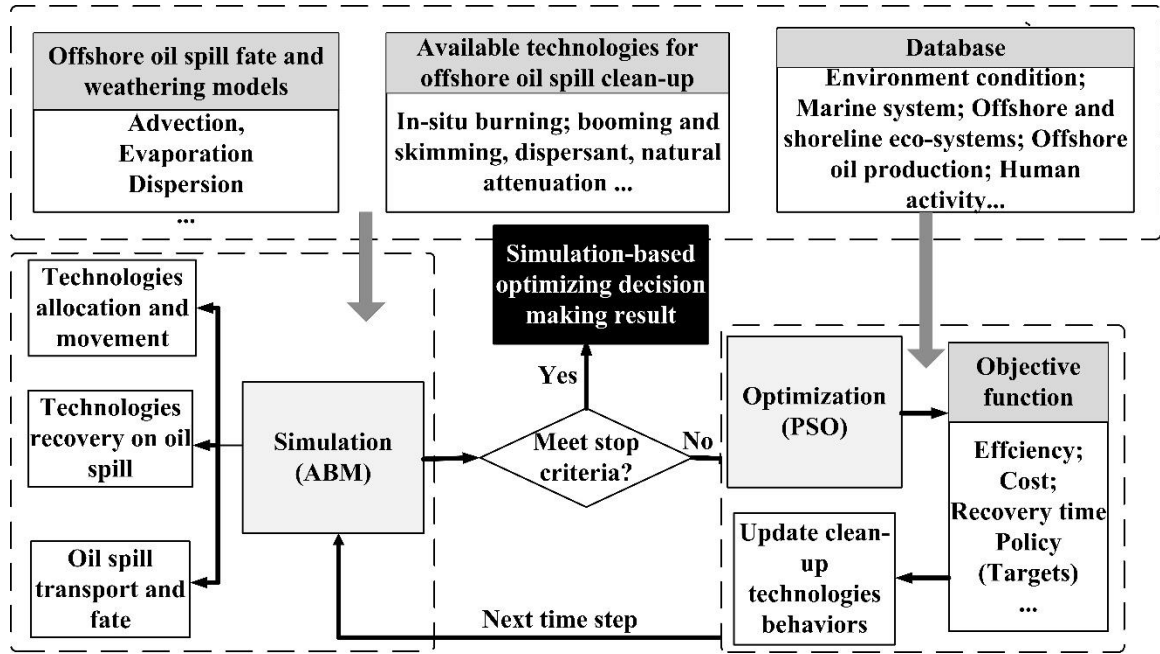 Offshore oil spill fate and
weathering models
Advection,
Evaporation
Dispersion
...
Available technologies for
offshore oil spill clean-up
In-situ burning; booming and
skimming, dispersant, natural
attenuation ...
Database
Environment condition;
Marine system; Offshore and
shoreline eco-systems; Offshore
oil production; Human
activity...
Technologies
allocation and
movement
Technologies
recovery on oil
spill
Oil spill
transport and
fate
Simulation
(ABM)
Simulation-based
optimizing decision
making result
Yes
Meet stop
criteria?
No
Optimization
(PSO)
Objective
function
Effciency;
Cost;
Recovery time
Policy
(Targets)
...
Update clean-
up
technologies
behaviors
Next time step